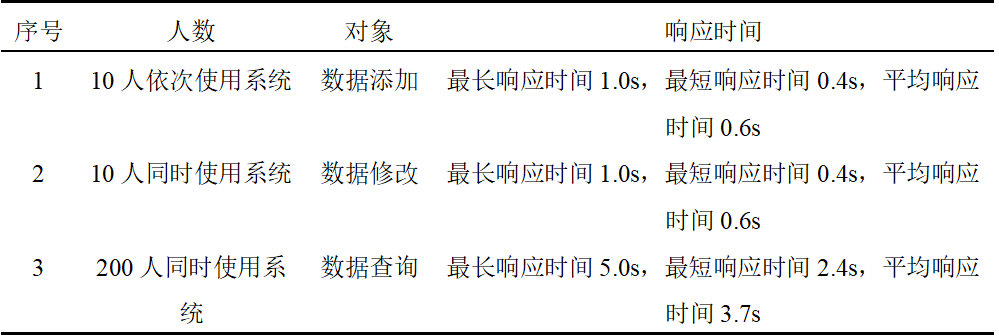 序号 人数 对象 响应时间
1 10 人依次使用系统 数据添加 最长响应时间 1.0s，最短响应时间 0.4s，平均响应
时间 0.6s
2 10 人同时使用系统 数据修改 最长响应时间 1.0s，最短响应时间 0.4s，平均响应
时间 0.6s
3 200 人同时使用系 数据查询 最长响应时间 5.0s，最短响应时间 2.4s，平均响应
统 时间 3.7s